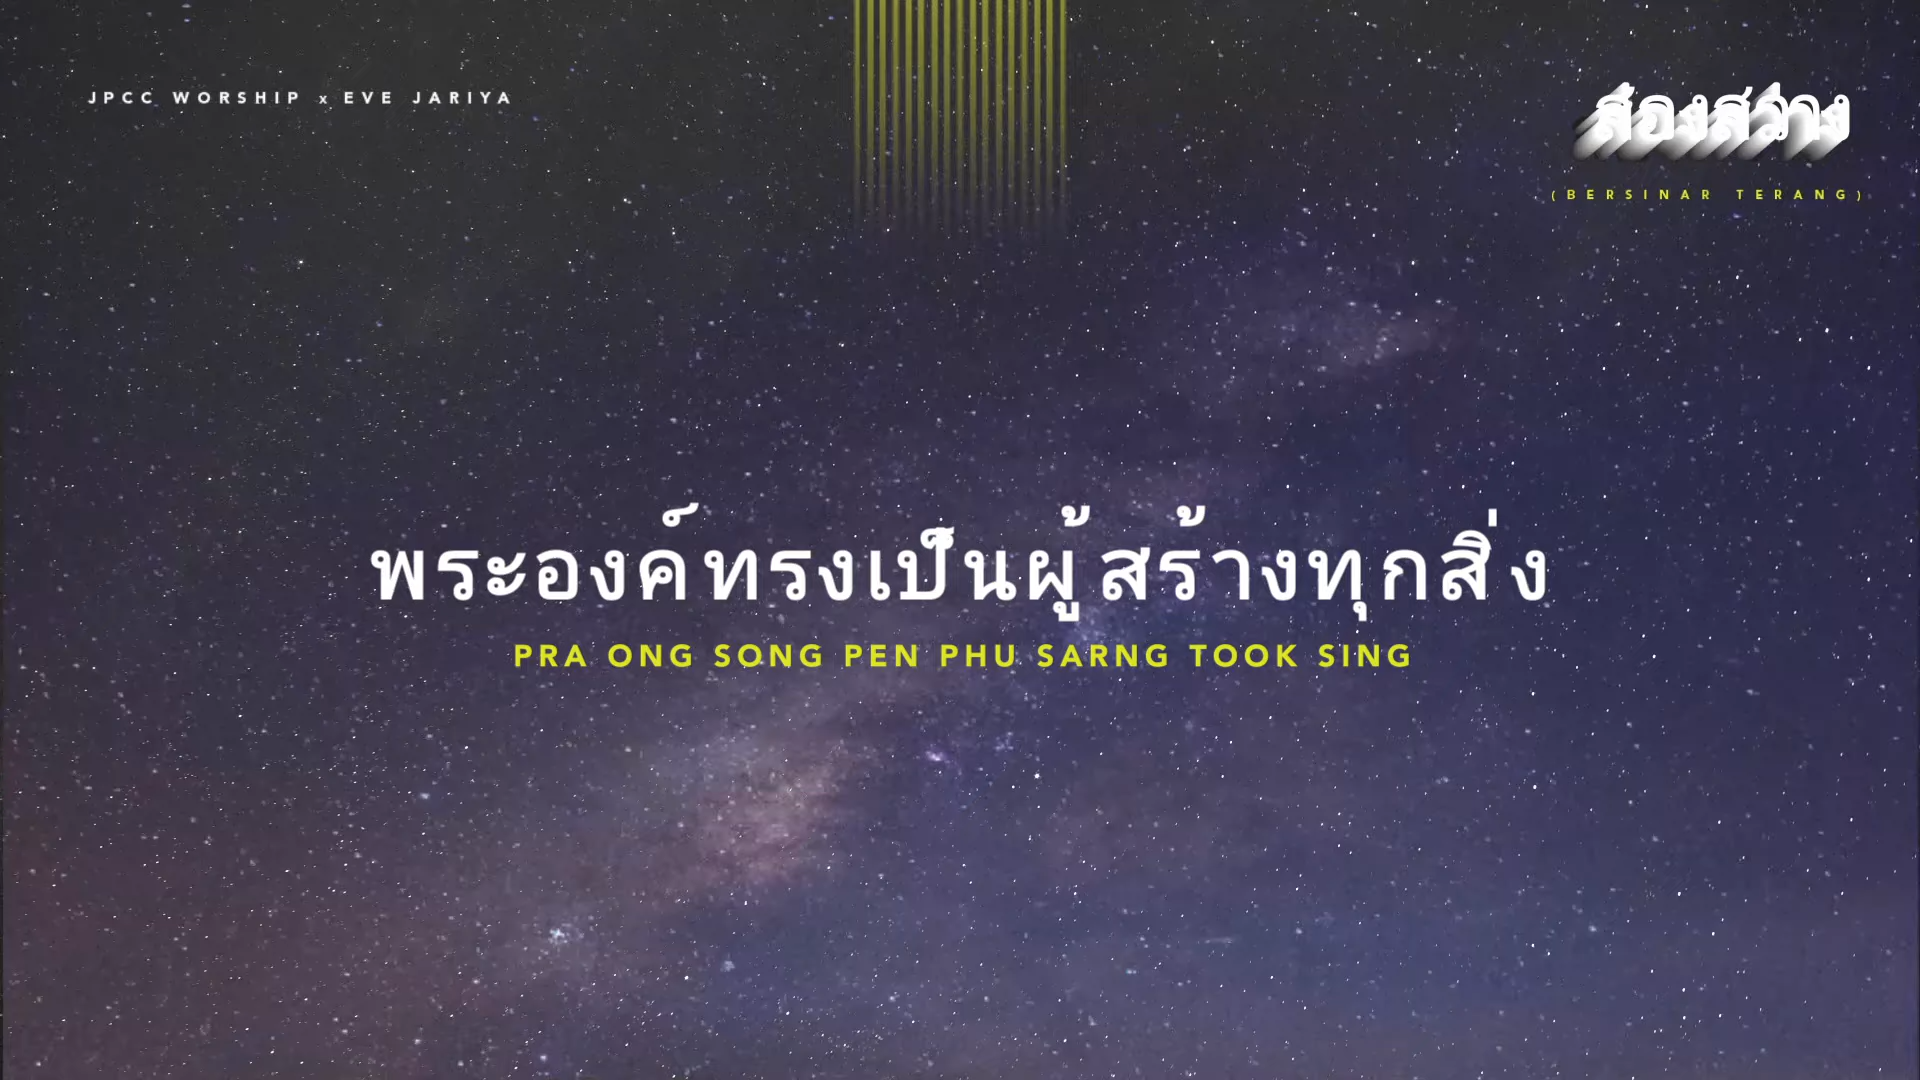 JPCC WORSHIP x EVE JARIYA
ส่องสว่าง
(BERSINAR TERANG)
พระองค์ทรงเป็นผู้สร้างทุกสิ่ง
PRA ONG SONG PEN PHU SARNG TOOK SING